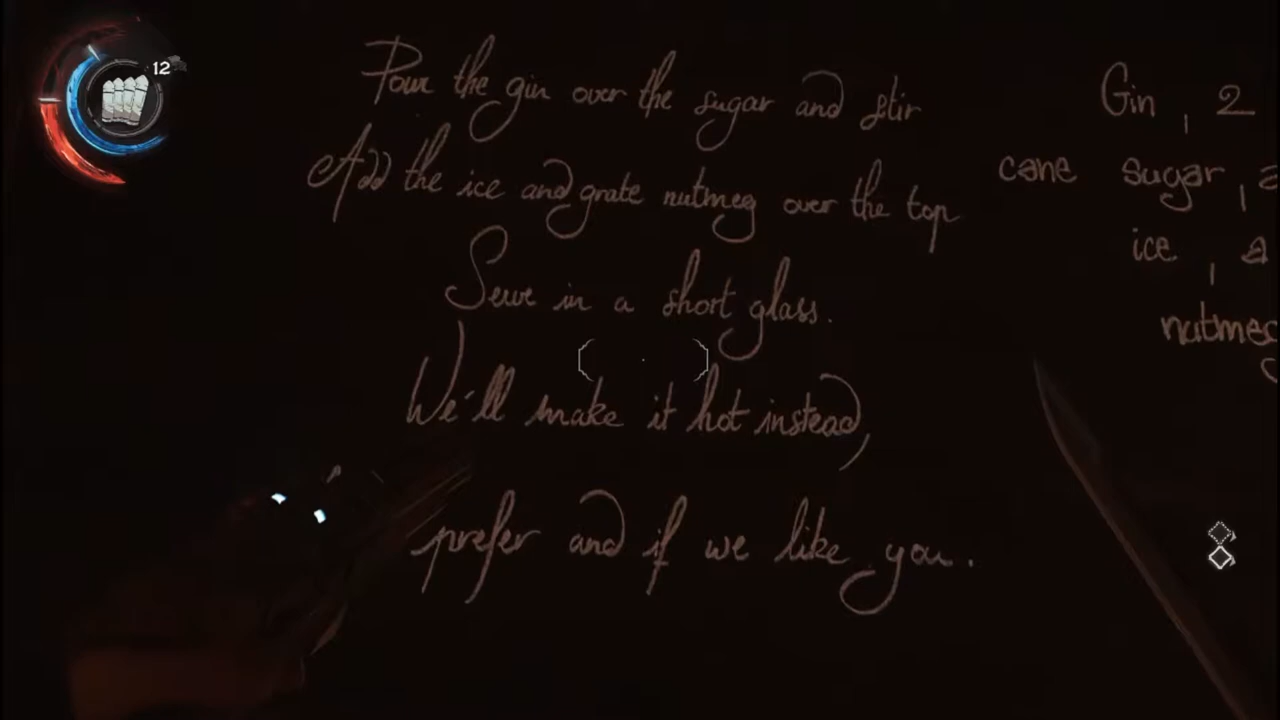 12
Pour the gin over the sugar and stir
Add the ice and grate nutmeg over the top
Serve in a short glass.
We'll make it hot instead,
prefer and if we like you.
Gin, 2
cane sugar, a
ice, a
nutmeg